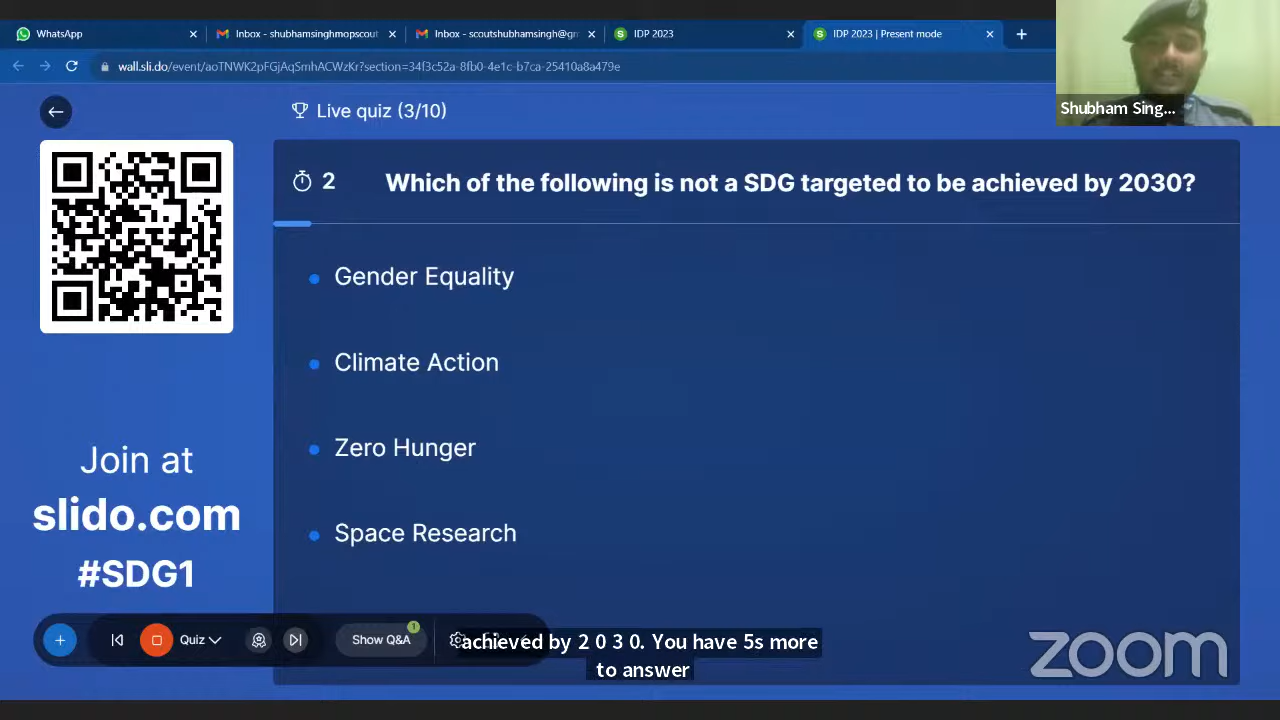 WhatsApp
Inbox - shubhamsinghmopscout
Inbox - scoutshubhamsingh@gm
IDP 2023
IDP 2023 | Present mode
wall.sli.do/event/aoTNWK2pFGjAqSmhACWzKr?section=34f3c52a-8fb0-4e1c-b7ca-25410a8a479e
Shubham Sing...
Live quiz (3/10)
2
Which of the following is not a SDG targeted to be achieved by 2030?
Gender Equality
Climate Action
Zero Hunger
Space Research
Join at
slido.com
#SDG1
Quiz
Show Q&A
1
achieved by 2 0 3 0. You have 5s more
to answer
zoom